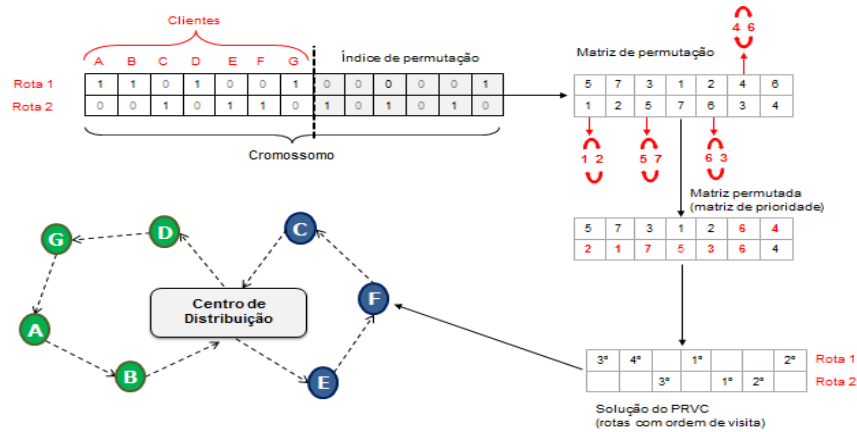 Clientes
Índice de permutação
A B C D E F G
Rota 1 1 1 0 1 0 0 1 0 0 0 0 0 1
Rota 2 0 0 1 0 1 1 0 1 0 1 0 1 0
Cromossomo
4 6
Matriz de permutação
5 7 3 1 2 4 6
1 2 5 7 6 3 4
1 2 5 7 6 3
Matriz permutada
(matriz de prioridade)
5 7 3 1 2 6 4
2 1 7 5 3 6 4
G D C
Centro de
Distribuição
F
A
B E
3º 4º 1º 2º Rota 1
3º 1º 2º Rota 2
Solução do PRVC
(rotas com ordem de visita)